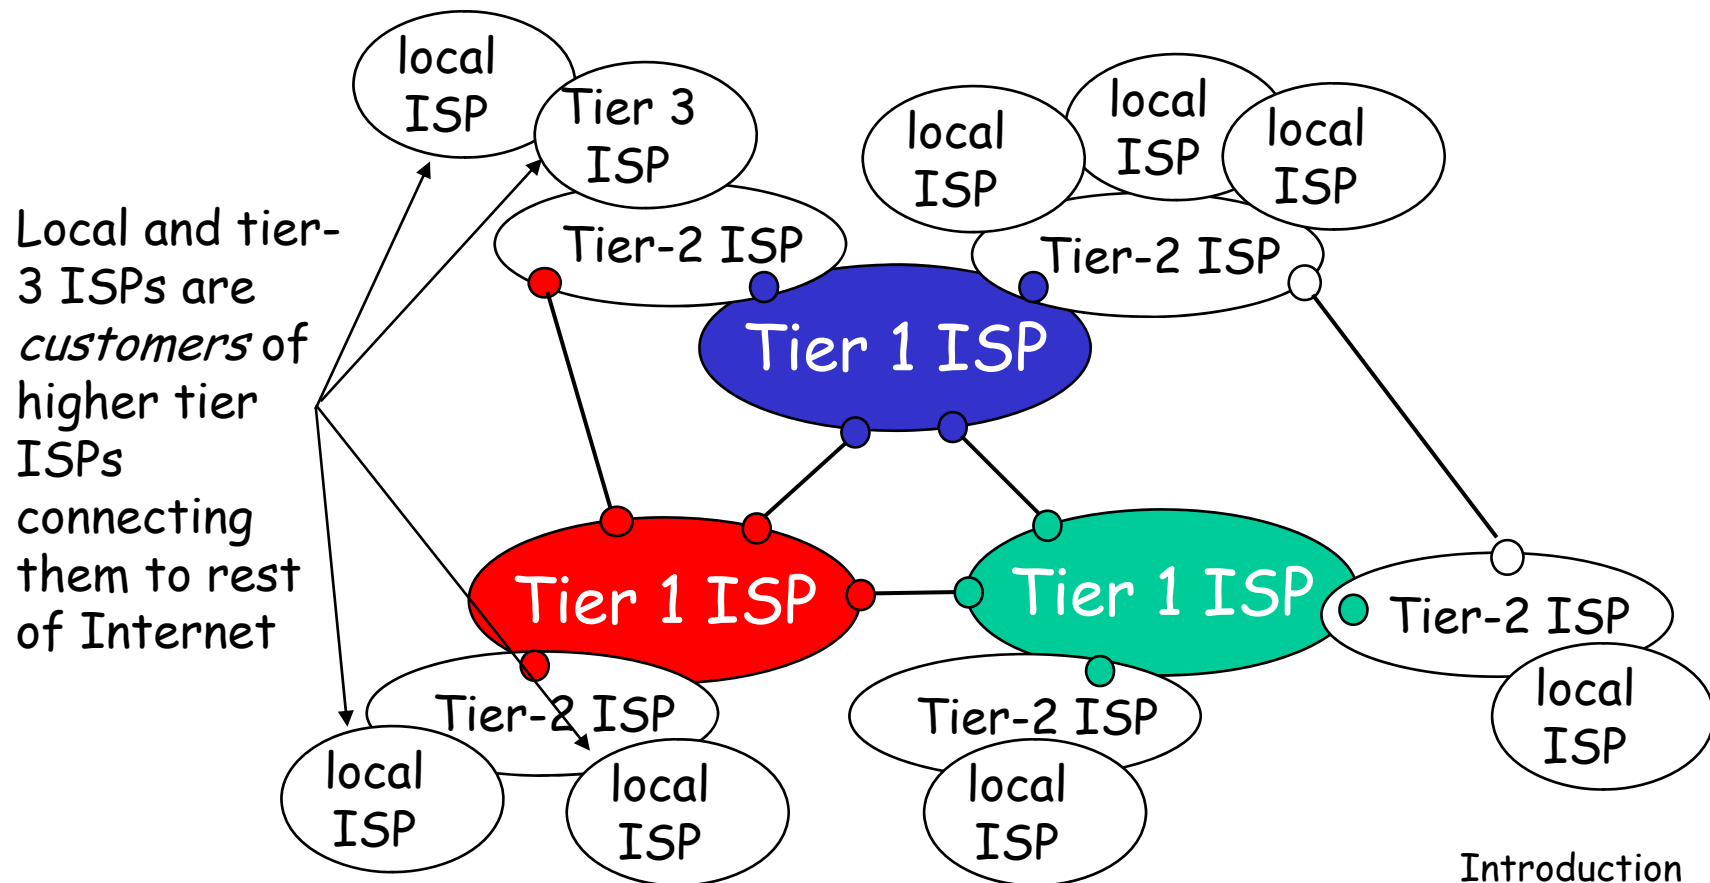 local
ISP
Tier 3
ISP
local
ISP
local
ISP
local
ISP
Local and tier-
3 ISPs are
customers of
higher tier
ISPs
connecting
them to rest
of Internet
Tier-2 ISP
Tier-2 ISP
Tier 1 ISP
Tier 1 ISP
Tier 1 ISP
Tier-2 ISP
local
ISP
Tier-2 ISP
local
ISP
local
ISP
Tier-2 ISP
local
ISP
Introduction